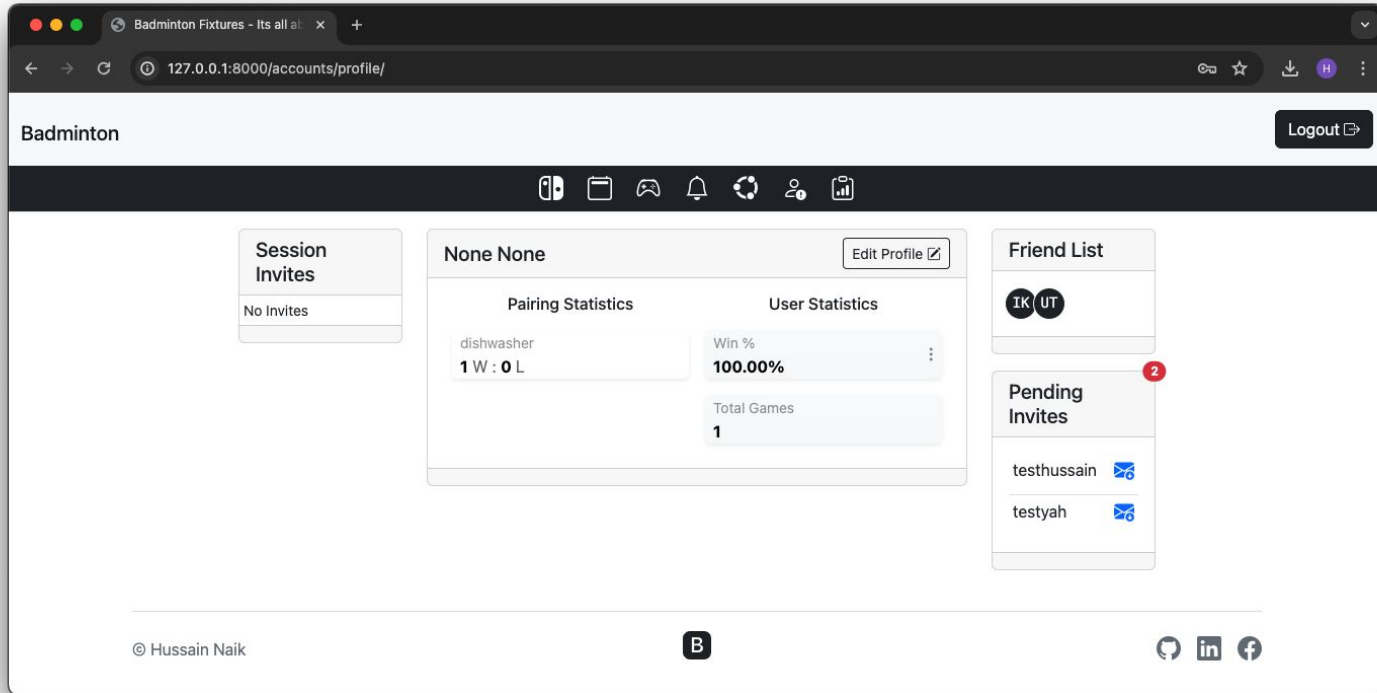 Badminton Fixtures - Its all ab
127.0.0.1:8000/accounts/profile/
H
Badminton
Logout
Session
Invites
No Invites
None None
Edit Profile
Pairing Statistics
User Statistics
dishwasher
1 W : 0 L
Win %
100.00%
Total Games
1
Friend List
IK UT
2
Pending
Invites
testhussain
testyah
© Hussain Naik
B
in